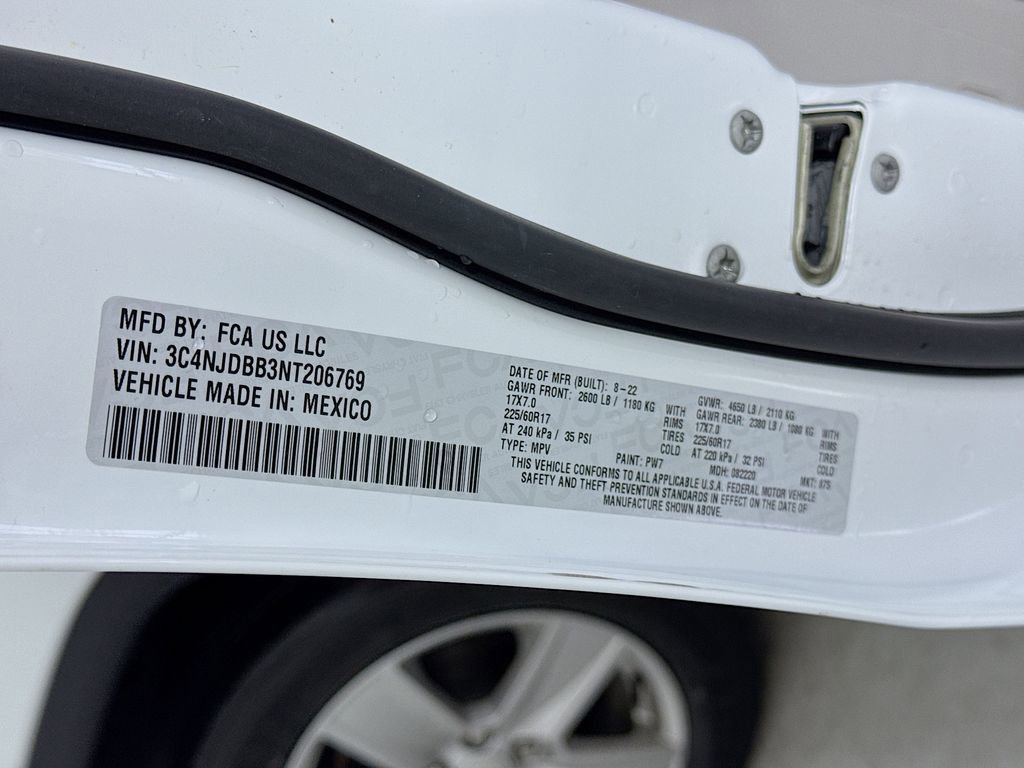 MFD BY: FCA US LLC
VIN: 3C4NJDBB3NT206769
VEHICLE MADE IN: MEXICO
DATE OF MFR (BUILT): 8-22
GVWR: 4650 LB / 2110 KG
GAWR FRONT: 2600 LB / 1180 KG WITH
GAWR REAR: 2380 LB / 1080 KG WITH
17X7.0 RIMS
17X7.0 RIMS
225/60R17 TIRES
225/60R17 TIRES
AT 240 kPa / 35 PSI COLD
AT 220 kPa / 32 PSI COLD
TYPE: MPV PAINT: PW7 MDH: 082220 MKT: 875
THIS VEHICLE CONFORMS TO ALL APPLICABLE U.S.A. FEDERAL MOTOR VEHICLE
SAFETY AND THEFT PREVENTION STANDARDS IN EFFECT ON THE DATE OF
MANUFACTURE SHOWN ABOVE.